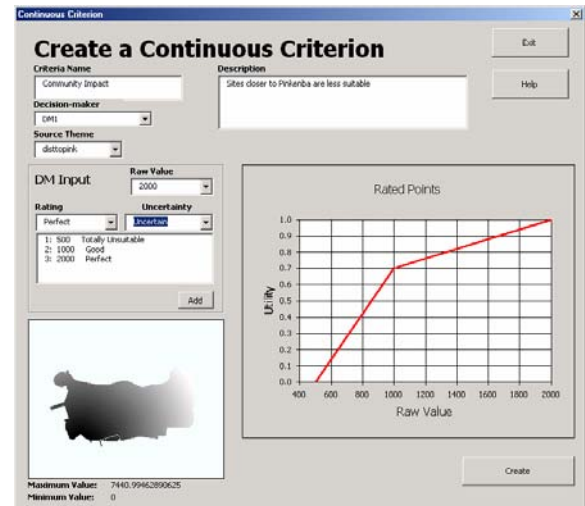 Continuous Criterion
Create a Continuous Criterion
Exit
Criteria Name
Description
Community Impact
Sites closer to Pinkenba are less suitable
Help
Decision-maker
DM1
Source Theme
disttopink
DM Input
Raw Value
2000
Rating
Uncertainty
Perfect
Uncertain
1: 500 Totally Unsuitable
2: 1000 Good
3: 2000 Perfect
Add
Rated Points
1.0
0.9
0.8
0.7
0.6
0.5
0.4
0.3
0.2
0.1
0.0
Utility
400 600 800 1000 1200 1400 1600 1800 2000
Raw Value
Create
Maximum Value: 7440.99462890625
Minimum Value: 0